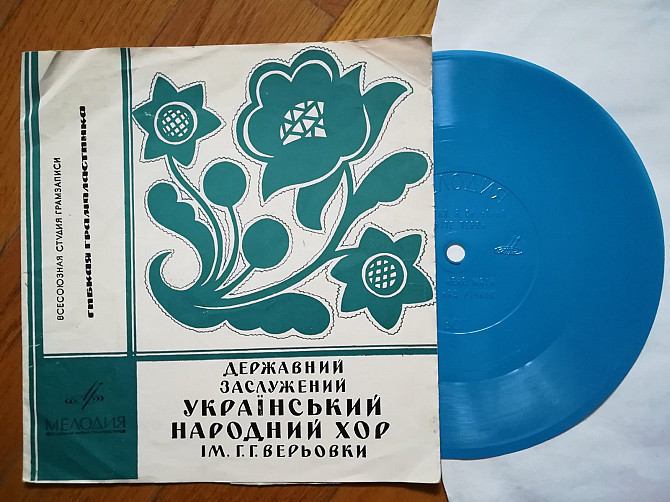 ВСЕСОЮЗНАЯ СТУДИЯ ГРАМЗАПИСИ
ГИБКАЯ ГРАМПЛАСТИНКА
МЕЛОДИЯ
ДЕРЖАВНИЙ
ЗАСЛУЖЕНИЙ
УКРАЇНСЬКИЙ
НАРОДНИЙ ХОР
ІМ. Г. Г. ВЕРЬОВКИ